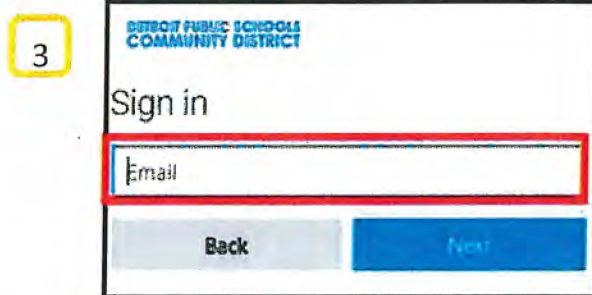 3
DETROIT PUBLIC SCHOOLS
COMMUNITY DISTRICT
Sign in
Email
Back
Next